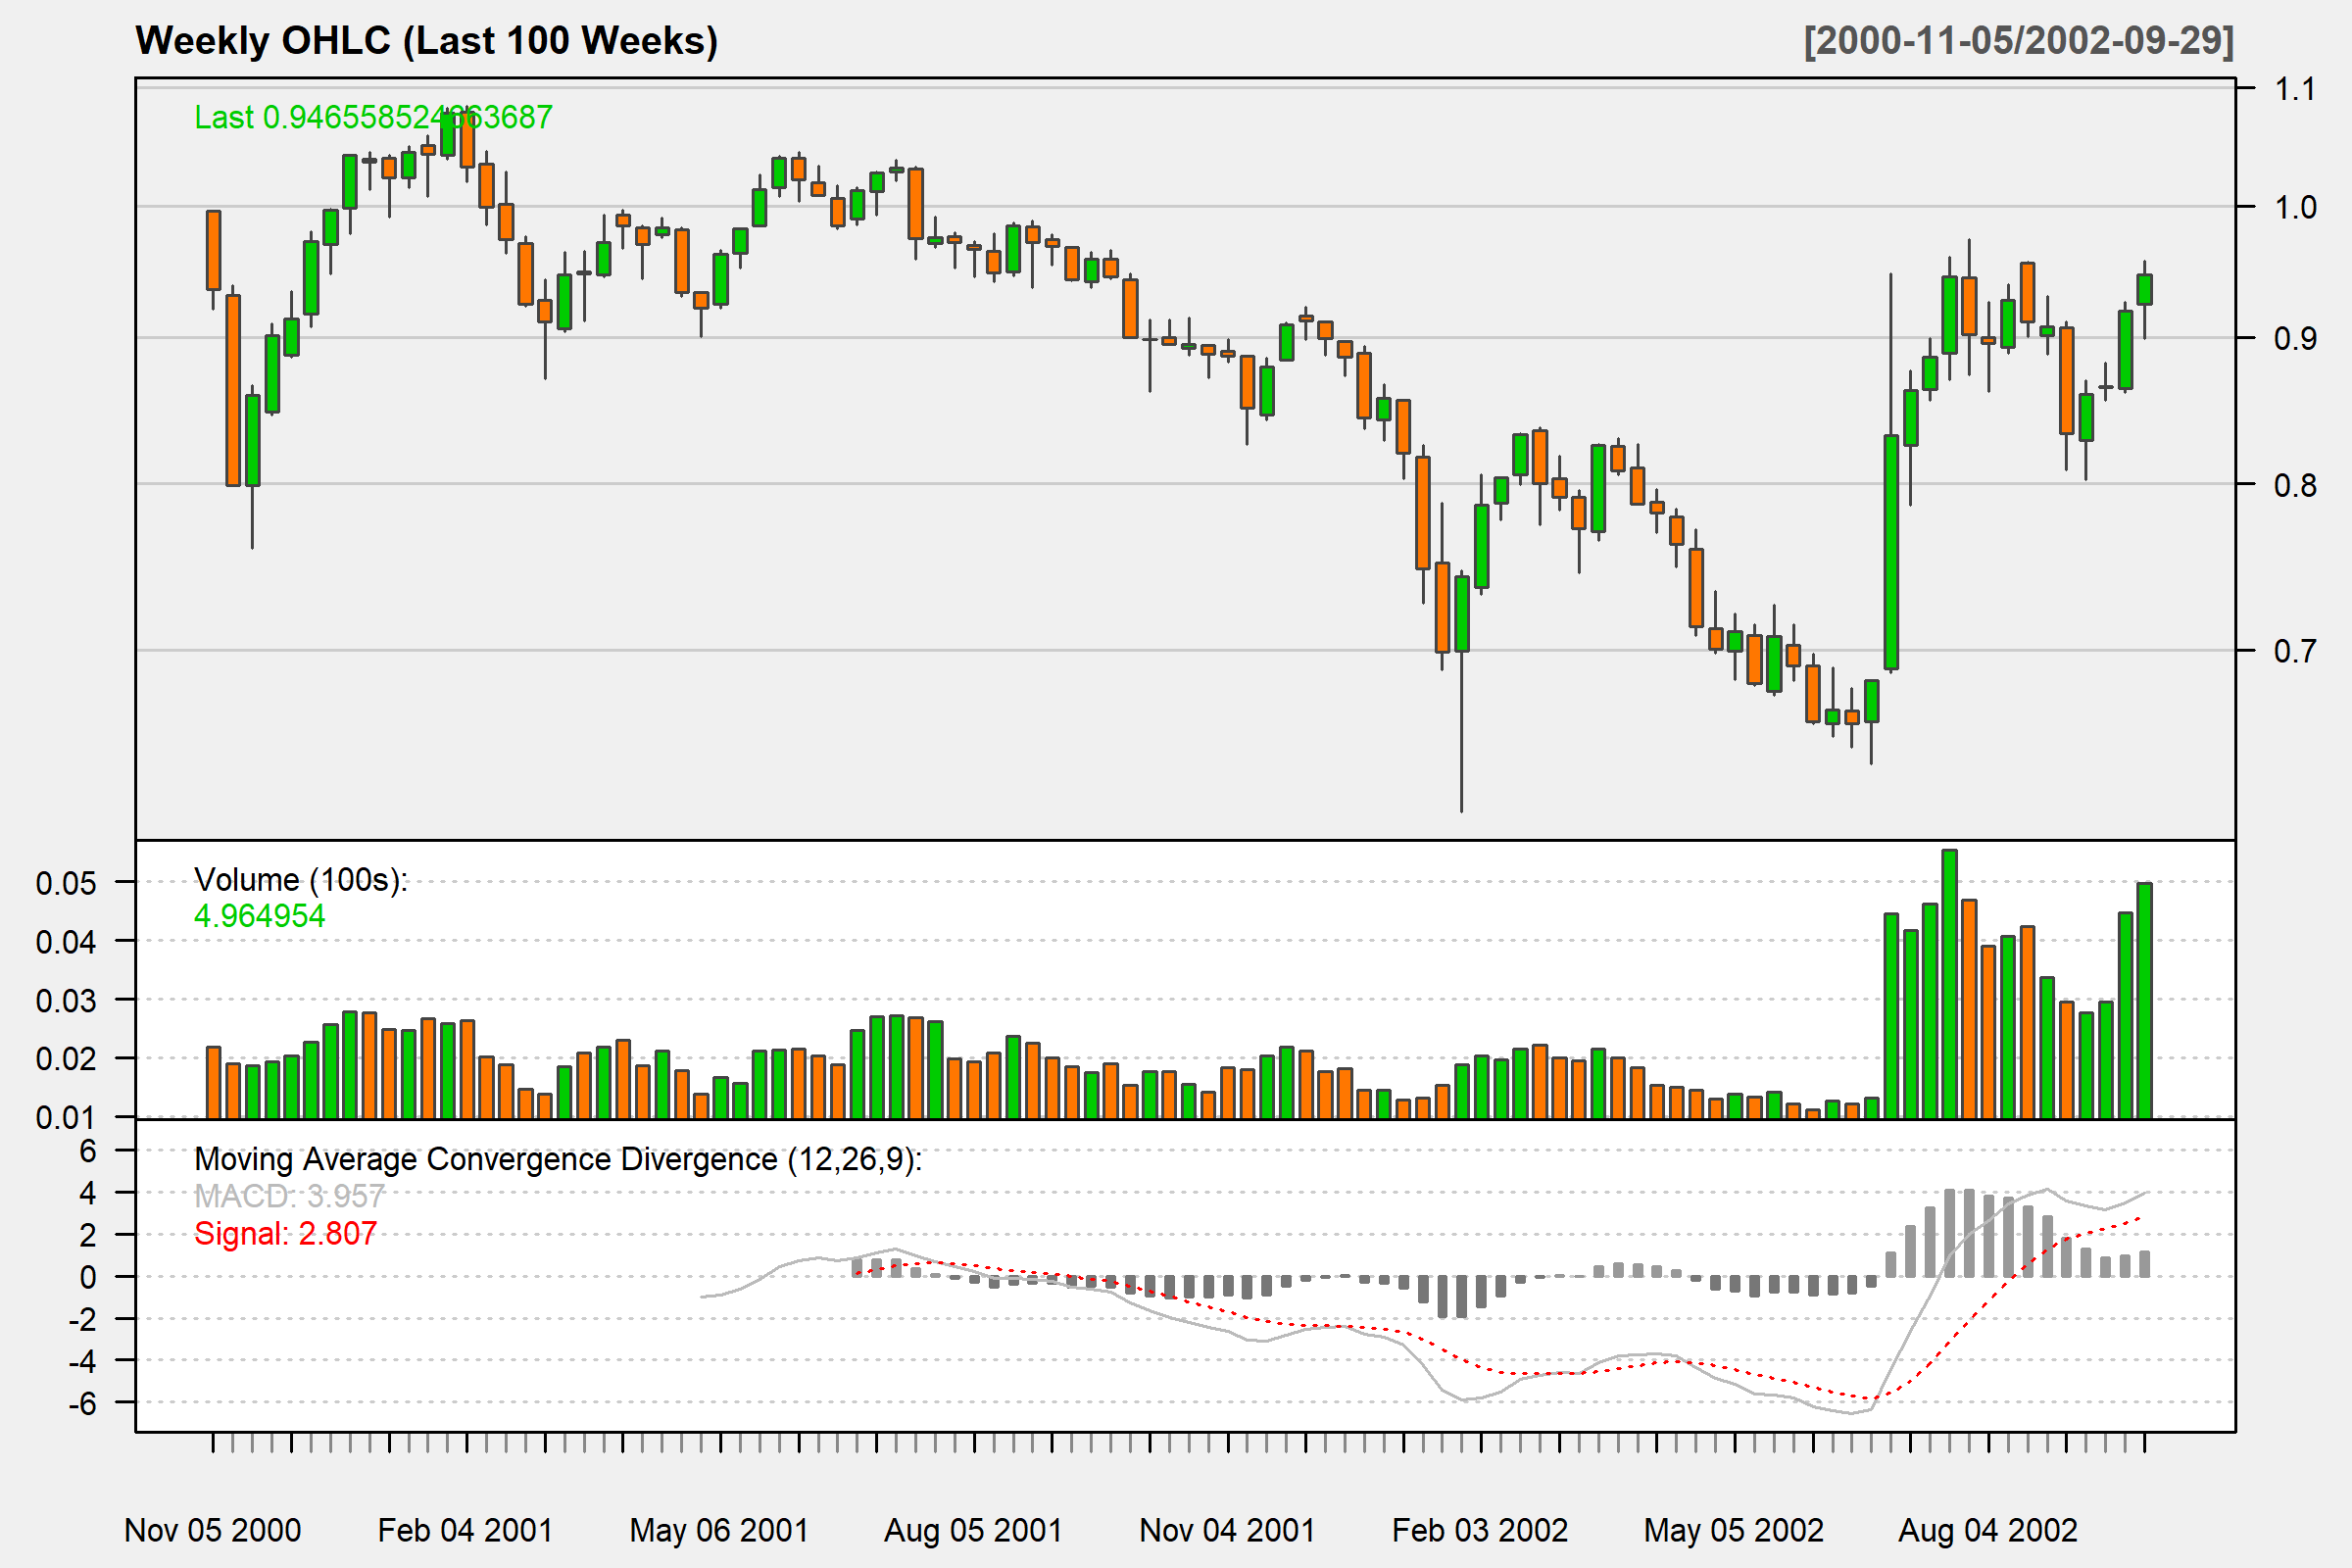 Weekly OHLC (Last 100 Weeks)
[2000-11-05/2002-09-29]
Last
1.1
1.0
0.9
0.8
0.7
Volume (100s):
4.964954
0.05
0.04
0.03
0.02
0.01
Moving Average Convergence Divergence (12,26,9):
MACD: 3.957
Signal: 2.807
6
4
2
0
-2
-4
-6
Nov 05 2000
Feb 04 2001
May 06 2001
Aug 05 2001
Nov 04 2001
Feb 03 2002
May 05 2002
Aug 04 2002